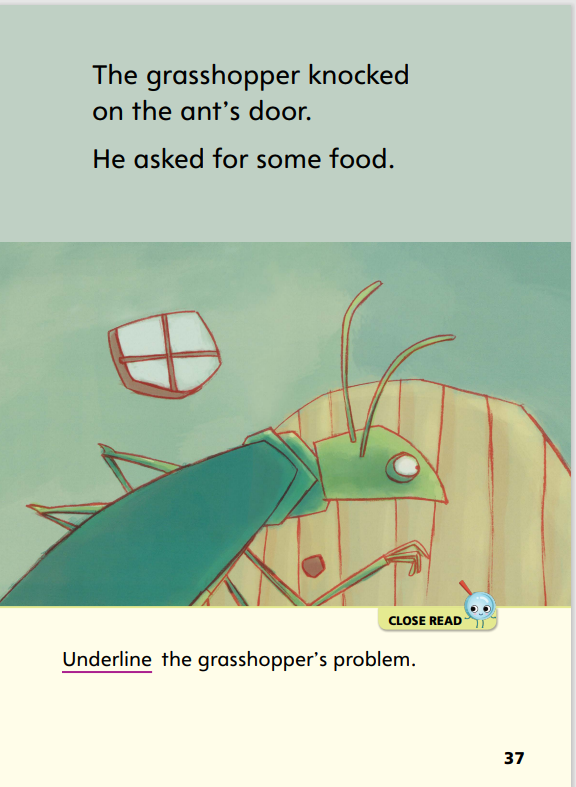 The grasshopper knocked
on the ant’s door.
He asked for some food.
CLOSE READ
Underline the grasshopper’s problem.
37